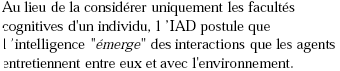 Au lieu de la considérer uniquement les facultés
cognitives d'un individu, l 'IAD postule que
l 'intelligence "émerge" des interactions que les agents
entretiennent entre eux et avec l'environnement.